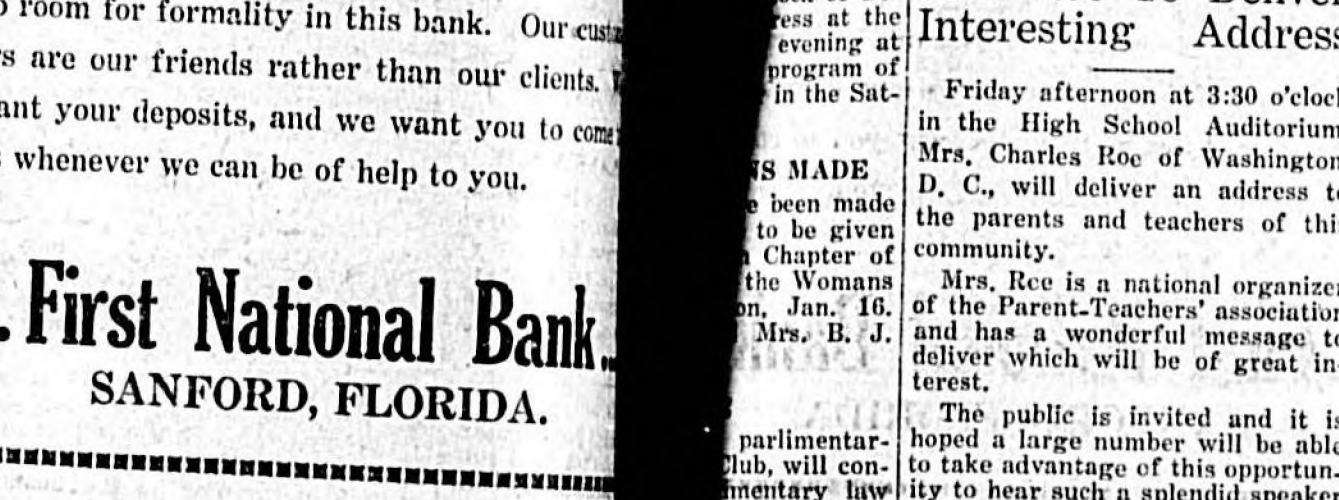 room for formality in this bank. Our
are our friends rather than our clients.
your deposits, and we want you to come
whenever we can be of help to you.
First National Bank
SANFORD, FLORIDA.
at the
evening at
program of
in the Sat-
MADE
been made
to be given
Chapter of
the Womans
Jan. 16.
Mrs. B. J.
parlimentar-
will con-
law
Interesting Address
Friday afternoon at 3:30 o'clock
in the High School Auditorium
Mrs. Charles Roe of Washington
D. C., will deliver an address to
the parents and teachers of this
community.
Mrs. Ree is a national organizer
of the Parent-Teachers' association
and has a wonderful message to
deliver which will be of great in-
terest.
The public is invited and it is
hoped a large number will be able
to take advantage of this opportun-
ity to hear such a splendid speaker